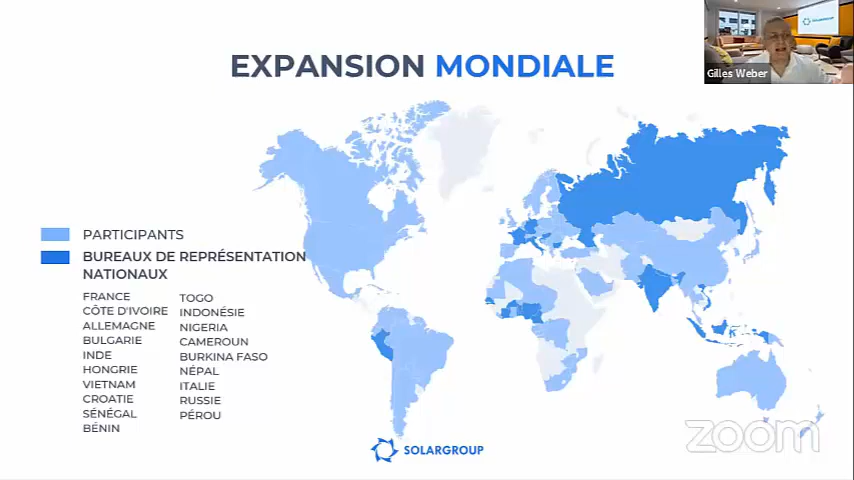 EXPANSION MONDIALE
Gilles Weber
PARTICIPANTS
BUREAUX DE REPRÉSENTATION
NATIONAUX
FRANCE
CÔTE D'IVOIRE
ALLEMAGNE
BULGARIE
INDE
HONGRIE
VIETNAM
CROATIE
SÉNÉGAL
BÉNIN
TOGO
INDONÉSIE
NIGERIA
CAMEROUN
BURKINA FASO
NÉPAL
ITALIE
RUSSIE
PÉROU
SOLARGROUP
zoom